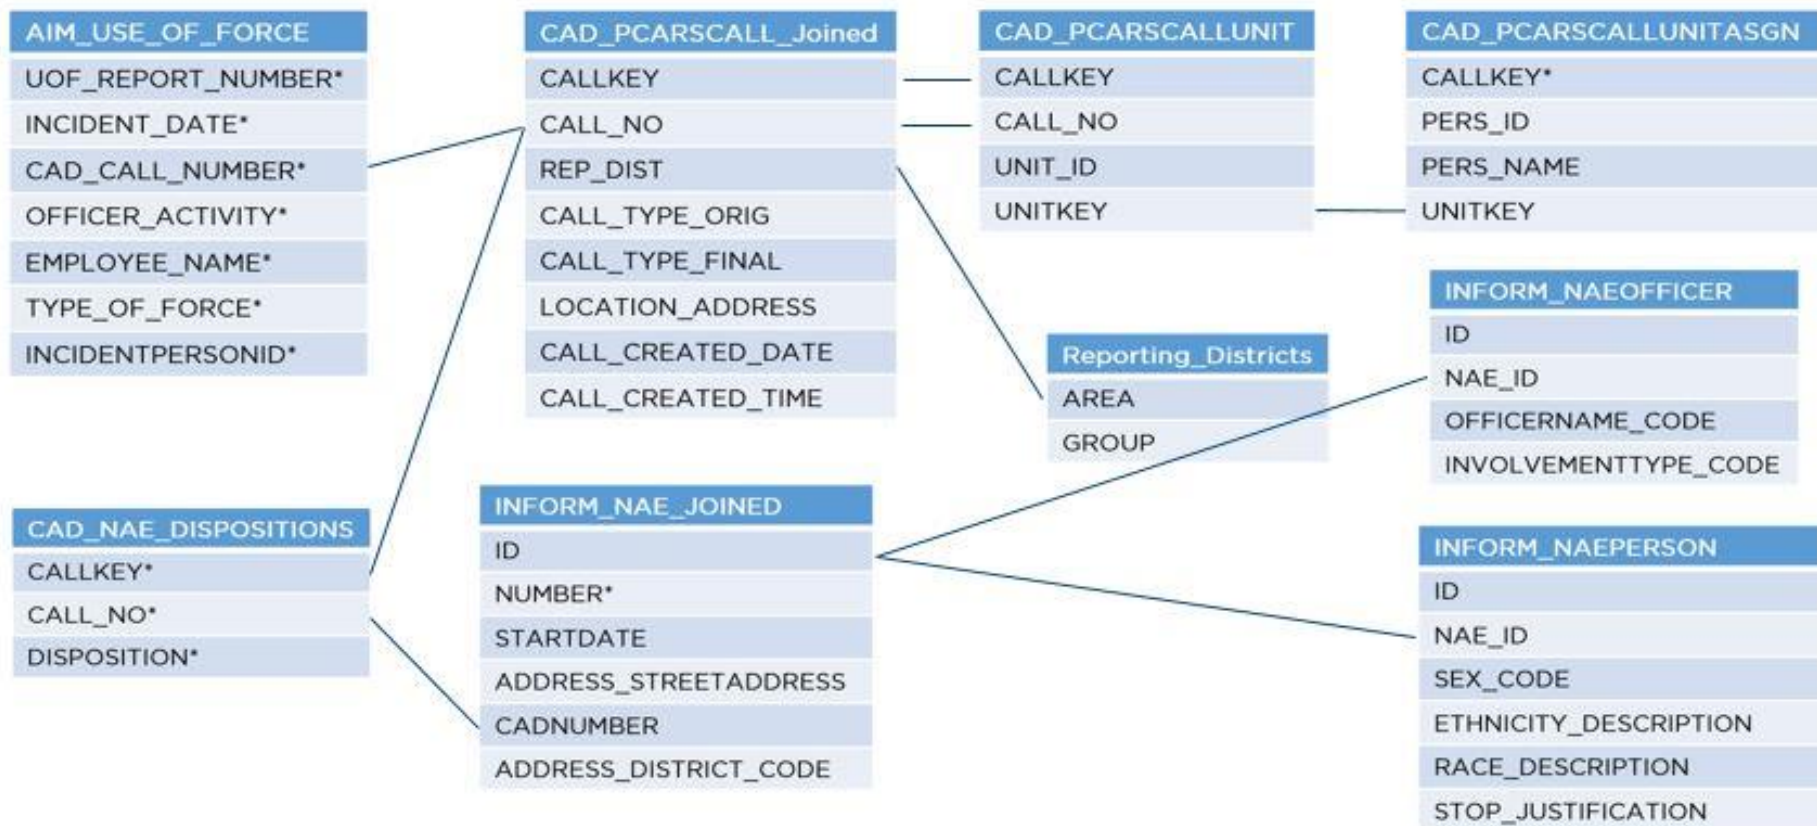 AIM_USE_OF_FORCE
UOF_REPORT_NUMBER*
INCIDENT_DATE*
CAD_CALL_NUMBER*
OFFICER_ACTIVITY*
EMPLOYEE_NAME*
TYPE_OF_FORCE*
INCIDENTPERSONID*
CAD_PCARSCALL_Joined
CALLKEY
CALL_NO
REP_DIST
CALL_TYPE_ORIG
CALL_TYPE_FINAL
LOCATION_ADDRESS
CALL_CREATED_DATE
CALL_CREATED_TIME
CAD_PCARSCALLUNIT
CALLKEY
CALL_NO
UNIT_ID
UNITKEY
CAD_PCARSCALLUNITASGN
CALLKEY*
PERS_ID
PERS_NAME
UNITKEY
Reporting_Districts
AREA
GROUP
INFORM_NAEOFFICER
ID
NAE_ID
OFFICERNAME_CODE
INVOLVEMENTTYPE_CODE
CAD_NAE_DISPOSITIONS
CALLKEY*
CALL_NO*
DISPOSITION*
INFORM_NAE_JOINED
ID
NUMBER*
STARTDATE
ADDRESS_STREETADDRESS
CADNUMBER
ADDRESS_DISTRICT_CODE
INFORM_NAEPERSON
ID
NAE_ID
SEX_CODE
ETHNICITY_DESCRIPTION
RACE_DESCRIPTION
STOP_JUSTIFICATION